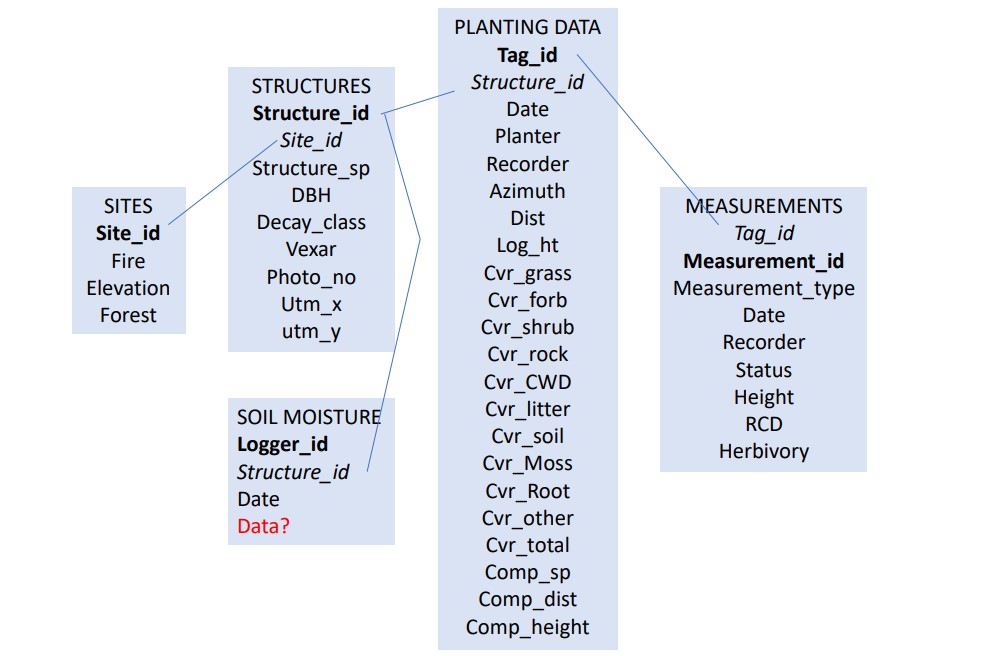 SITES
Site_id
Fire
Elevation
Forest
STRUCTURES
Structure_id
Site_id
Structure_sp
DBH
Decay_class
Vexar
Photo_no
Utm_x
utm_y
SOIL MOISTURE
Logger_id
Structure_id
Date
Data?
PLANTING DATA
Tag_id
Structure_id
Date
Planter
Recorder
Azimuth
Dist
Log_ht
Cvr_grass
Cvr_forb
Cvr_shrub
Cvr_rock
Cvr_CWD
Cvr_litter
Cvr_soil
Cvr_Moss
Cvr_Root
Cvr_other
Cvr_total
Comp_sp
Comp_dist
Comp_height
MEASUREMENTS
Tag_id
Measurement_id
Measurement_type
Date
Recorder
Status
Height
RCD
Herbivory